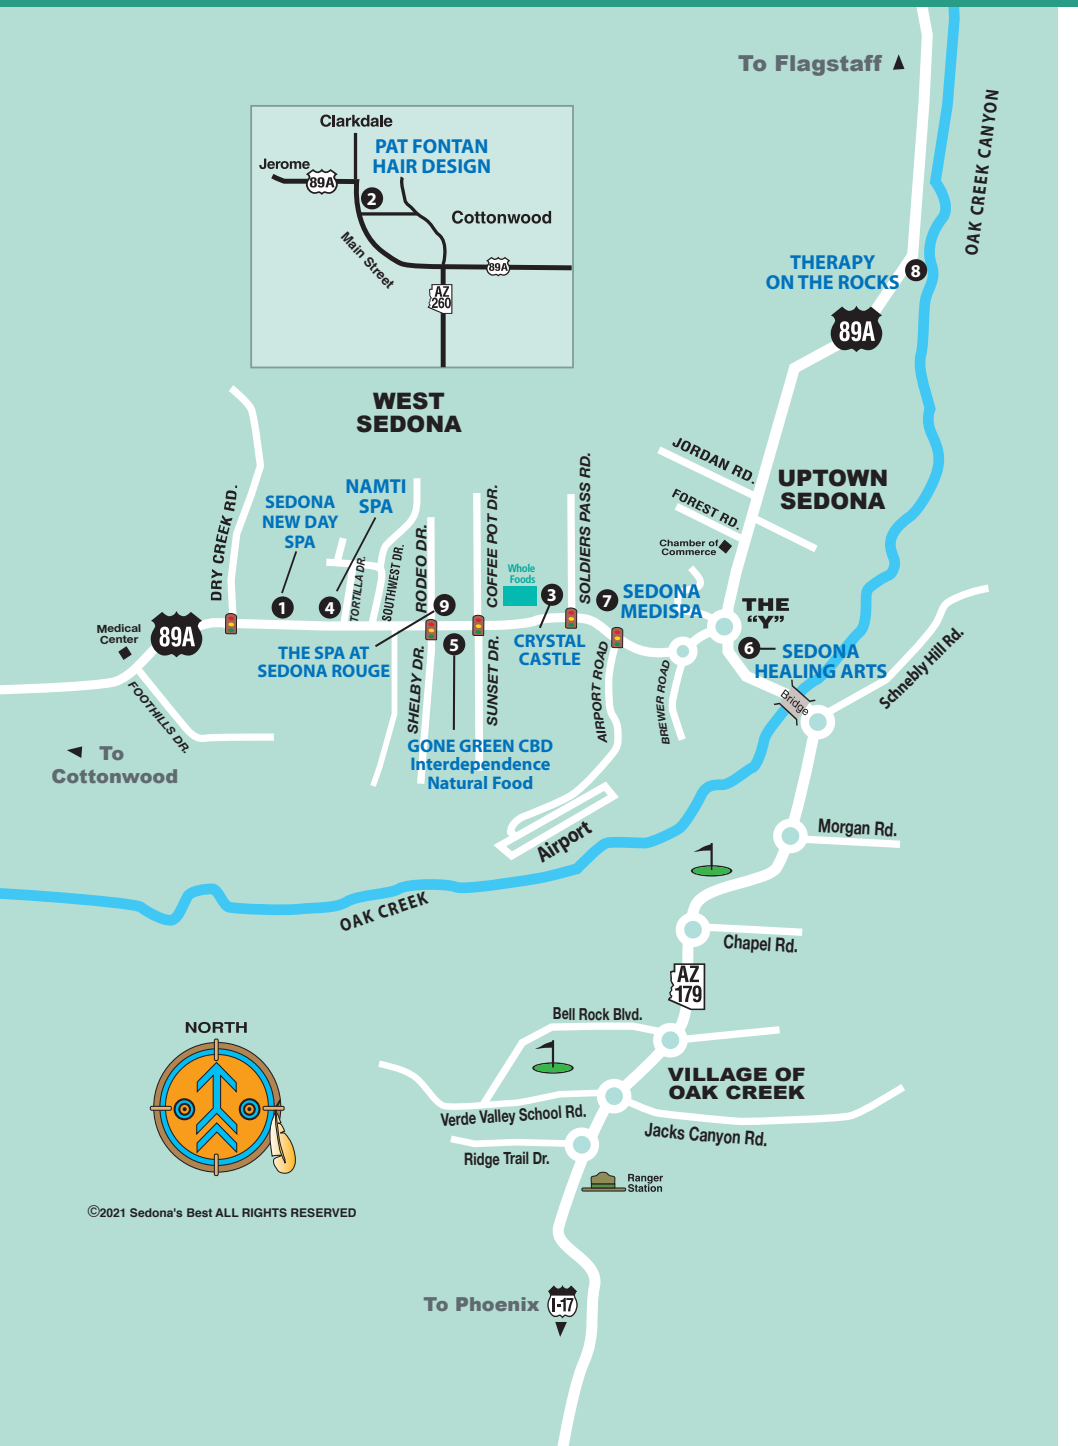 To Flagstaff
OAK CREEK CANYON
Clarkdale
PAT FONTAN
HAIR DESIGN
Jerome
89A
2
Cottonwood
Main Street
89A
AZ
260
THERAPY
ON THE ROCKS
8
89A
WEST
SEDONA
JORDAN RD.
UPTOWN
SEDONA
FOREST RD.
Chamber of
Commerce
DRY CREEK RD.
SEDONA
NEW DAY
SPA
NAMTI
SPA
TORTILLA DR.
SOUTHWEST DR.
RODEO DR.
COFFEE POT DR.
SOLDIERS PASS RD.
Whole
Foods
1
4
9
3
7
SEDONA
MEDISPA
THE
“Y”
Medical
Center
89A
THE SPA AT
SEDONA ROUGE
5
CRYSTAL
CASTLE
6
SEDONA
HEALING ARTS
Schnebly Hill Rd.
FOOTHILLS DR.
SHELBY DR.
SUNSET DR.
AIRPORT ROAD
BREWER ROAD
Bridge
To
Cottonwood
GONE GREEN CBD
Interdependence
Natural Food
Airport
Morgan Rd.
OAK CREEK
Chapel Rd.
AZ
179
NORTH
Bell Rock Blvd.
VILLAGE OF
OAK CREEK
Verde Valley School Rd.
Jacks Canyon Rd.
Ridge Trail Dr.
Ranger
Station
©2021 Sedona's Best ALL RIGHTS RESERVED
To Phoenix
I-17